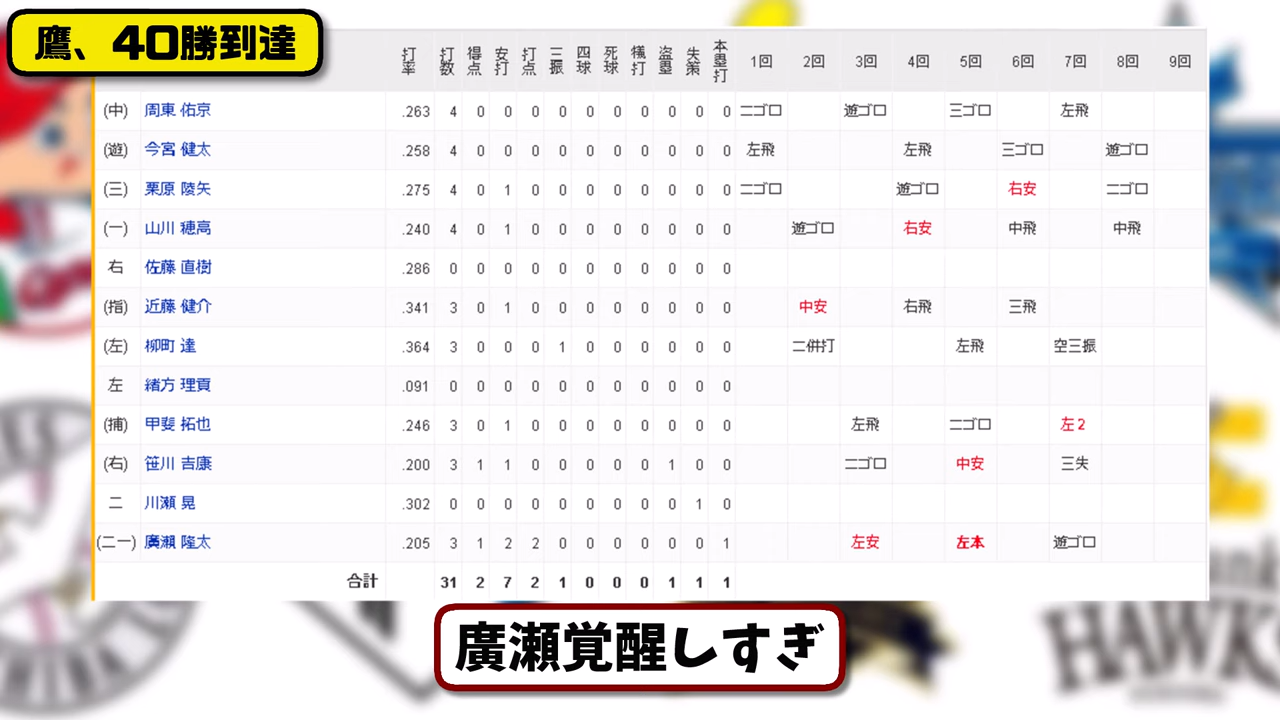 鷹、40勝到達
打率 打数 得点 安打 打点 三振 四球 死球 犠打 盗塁 失策 本塁打 1回 2回 3回 4回 5回 6回 7回 8回 9回
(中) 周東 佑京 .263 4 0 0 0 0 0 0 0 0 0 0 二ゴロ 遊ゴロ 三ゴロ 左飛
(遊) 今宮 健太 .258 4 0 0 0 0 0 0 0 0 0 0 左飛 左飛 三ゴロ 遊ゴロ
(三) 栗原 陵矢 .275 4 0 1 0 0 0 0 0 0 0 0 二ゴロ 遊ゴロ 右安 二ゴロ
(一) 山川 穂高 .240 4 0 1 0 0 0 0 0 0 0 0 遊ゴロ 右安 中飛 中飛
右 佐藤 直樹 .286 0 0 0 0 0 0 0 0 0 0 0
(指) 近藤 健介 .341 3 0 1 0 0 0 0 0 0 0 0 中安 右飛 三飛
(左) 柳町 達 .364 3 0 0 0 1 0 0 0 0 0 0 二併打 左飛 空三振
左 緒方 理貢 .091 0 0 0 0 0 0 0 0 0 0 0
(捕) 甲斐 拓也 .246 3 0 1 0 0 0 0 0 0 0 0 左飛 二ゴロ 左2
(右) 笹川 吉康 .200 3 1 1 0 0 0 0 0 1 0 0 二ゴロ 中安 三失
二 川瀬 晃 .302 0 0 0 0 0 0 0 0 0 1 0
(二一) 廣瀬 隆太 .205 3 1 2 2 0 0 0 0 0 0 1 左安 左本 遊ゴロ
合計 31 2 7 2 1 0 0 0 1 1 1
廣瀬覚醒しすぎ
HAWK